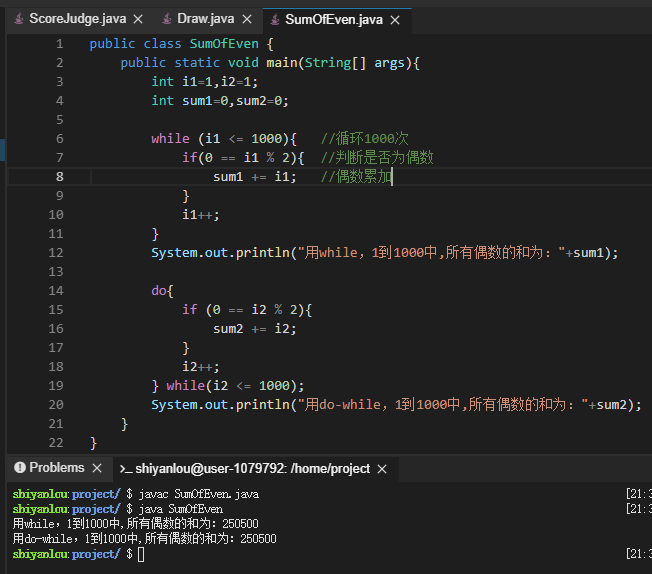 ScoreJudge.java Draw.java SumOfEven.java
1 public class SumOfEven {
2 public static void main(String[] args){
3 int i1=1,i2=1;
4 int sum1=0,sum2=0;
5
6 while (i1 <= 1000){ //循环1000次
7 if(0 == i1 % 2){ //判断是否为偶数
8 sum1 += i1; //偶数累加
9 }
10 i1++;
11 }
12 System.out.println("用while，1到1000中,所有偶数的和为："+sum1);
13
14 do{
15 if (0 == i2 % 2){
16 sum2 += i2;
17 }
18 i2++;
19 } while(i2 <= 1000);
20 System.out.println("用do-while，1到1000中,所有偶数的和为："+sum2);
21 }
22 }
Problems >_ shiyanlou@user-1079792: /home/project
shiyanlou:project/ $ javac SumOfEven.java [21:
shiyanlou:project/ $ java SumOfEven [21:
用while，1到1000中,所有偶数的和为：250500
用do-while，1到1000中,所有偶数的和为：250500
shiyanlou:project/ $ [21: